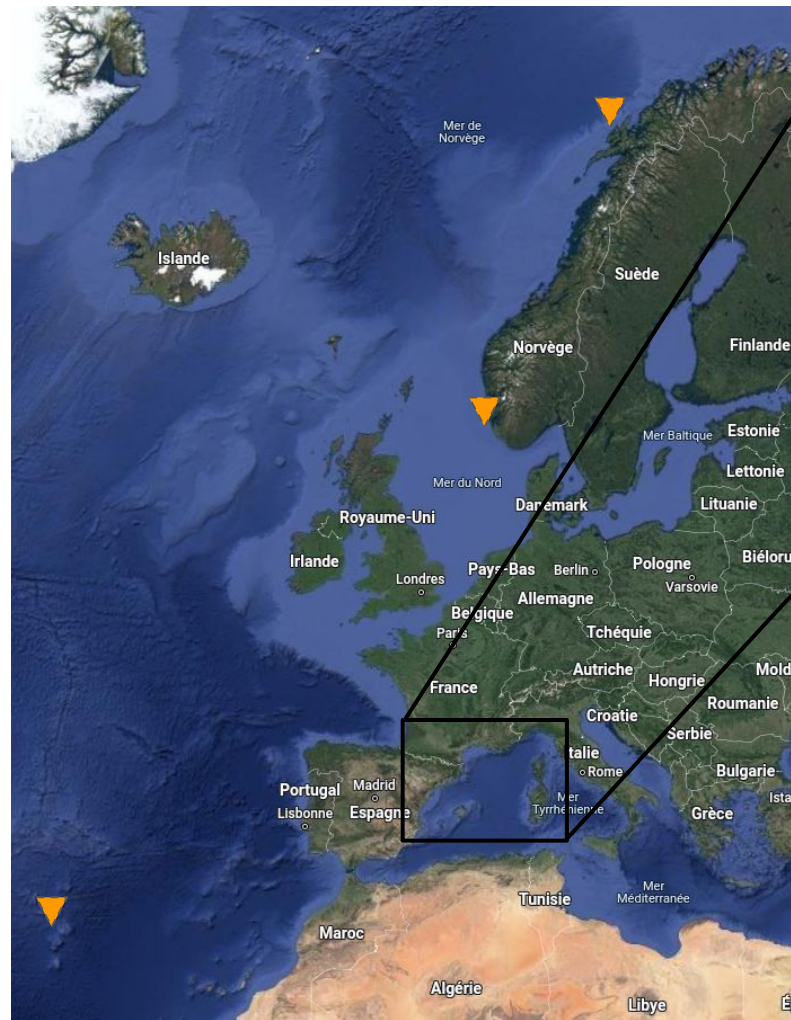 Mer de
Norvège
Islande
Suède
Norvège
Finlande
Mer Baltique
Estonie
Lettonie
Mer du Nord
Danemark
Lituanie
Royaume-Uni
Irlande
Pays-Bas
Berlin
Pologne
Biéloru
Londres
Varsovie
Allemagne
Belgique
Paris
Tchéquie
Autriche
Mold
Hongrie
France
Roumanie
Croatie
Serbie
talie
Rome
Bulgarie
Madrid
Portugal
Ista
Mer
Tyrrhénienne
Lisbonne
Espagne
Grèce
Mer
Méditerranée
Tunisie
Maroc
Algérie
Libye
É